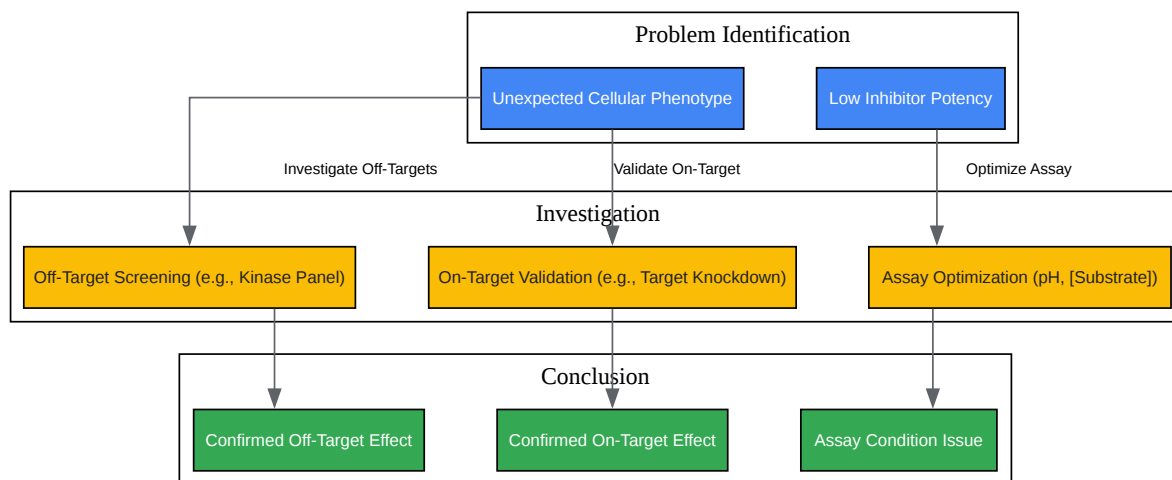 Problem Identification
Unexpected Cellular Phenotype
Low Inhibitor Potency
Investigate Off-Targets
Validate On-Target
Optimize Assay
Investigation
Off-Target Screening (e.g., Kinase Panel)
On-Target Validation (e.g., Target Knockdown)
Assay Optimization (pH, [Substrate])
Conclusion
Confirmed Off-Target Effect
Confirmed On-Target Effect
Assay Condition Issue